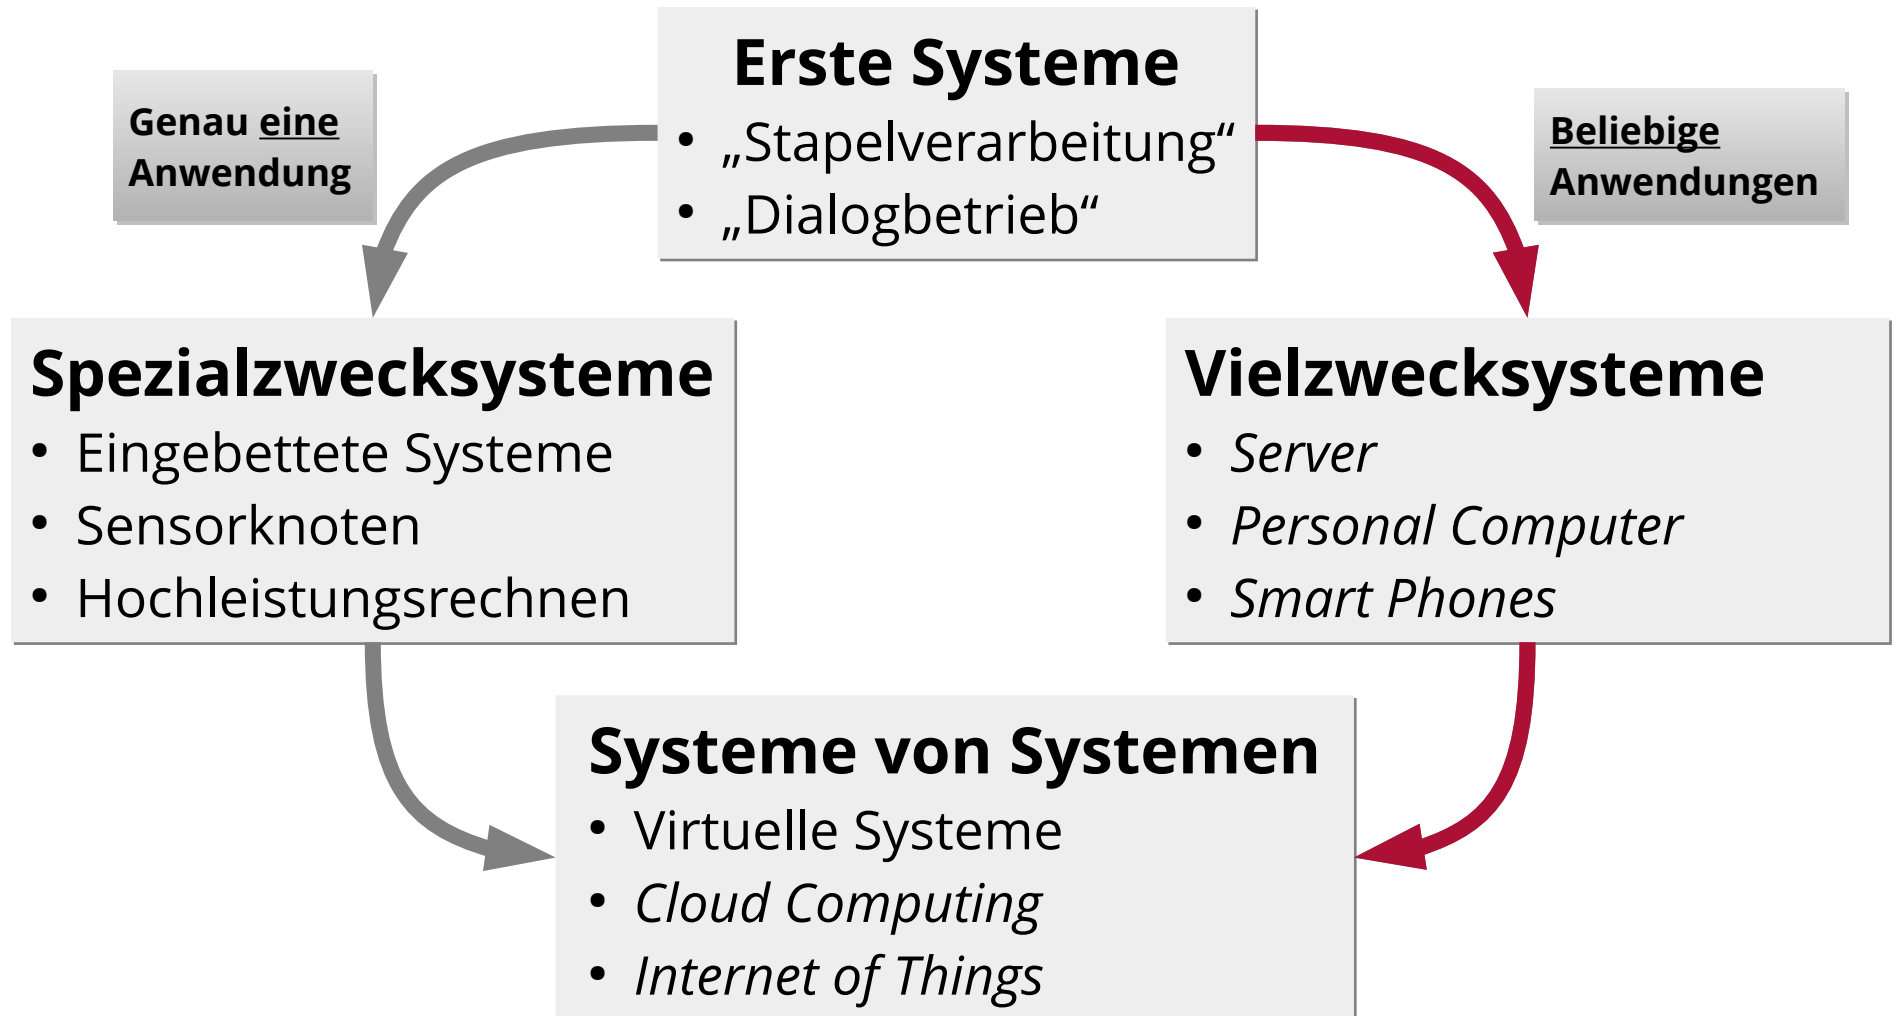 Erste Systeme
• „Stapelverarbeitung“
• „Dialogbetrieb“
Genau eine
Anwendung
Beliebige
Anwendungen
Spezialzwecksysteme
• Eingebettete Systeme
• Sensorknoten
• Hochleistungsrechnen
Vielzwecksysteme
• Server
• Personal Computer
• Smart Phones
Systeme von Systemen
• Virtuelle Systeme
• Cloud Computing
• Internet of Things